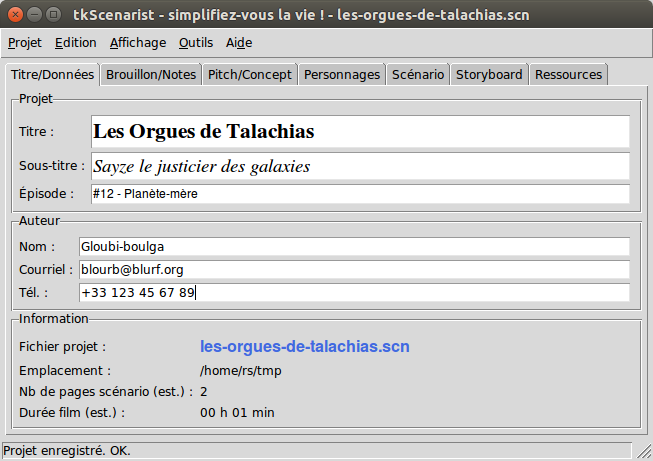 tkScenarist - simplifiez-vous la vie ! - les-orgues-de-talachias.scn
Projet Edition Affichage Outils Aide
Titre/Données Brouillon/Notes Pitch/Concept Personnages Scénario Storyboard Ressources
Projet
Titre : Les Orgues de Talachias
Sous-titre : Sayze le justicier des galaxies
Épisode : #12 - Planète-mère
Auteur
Nom : Gloubi-boulga
Courriel : blourb@blurf.org
Tél. : +33 123 45 67 89
Information
Fichier projet : les-orgues-de-talachias.scn
Emplacement : /home/rs/tmp
Nb de pages scénario (est.) : 2
Durée film (est.) : 00 h 01 min
Projet enregistré. OK.